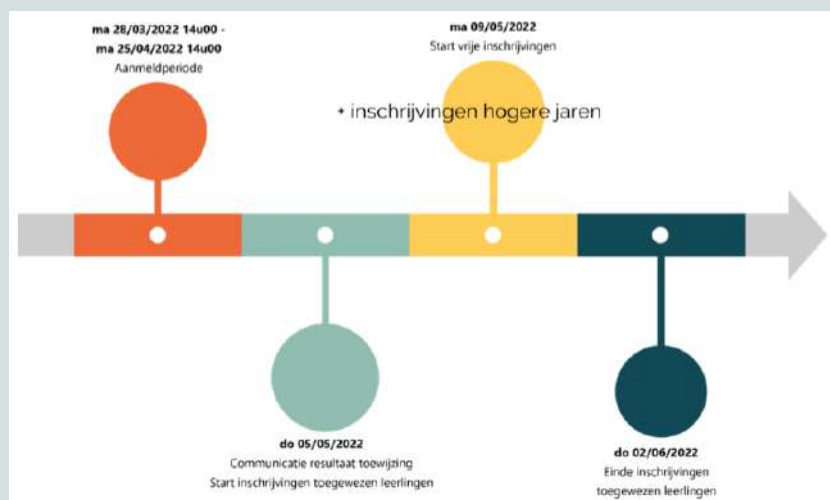 ma 28/03/2022 14u00 -
ma 25/04/2022 14u00
Aanmeldperiode
ma 09/05/2022
Start vrije inschrijvingen
+ inschrijvingen hogere jaren
do 05/05/2022
Communicatie resultaat toewijzing
Start inschrijvingen toegewezen leerlingen
do 02/06/2022
Einde inschrijvingen
toegewezen leerlingen